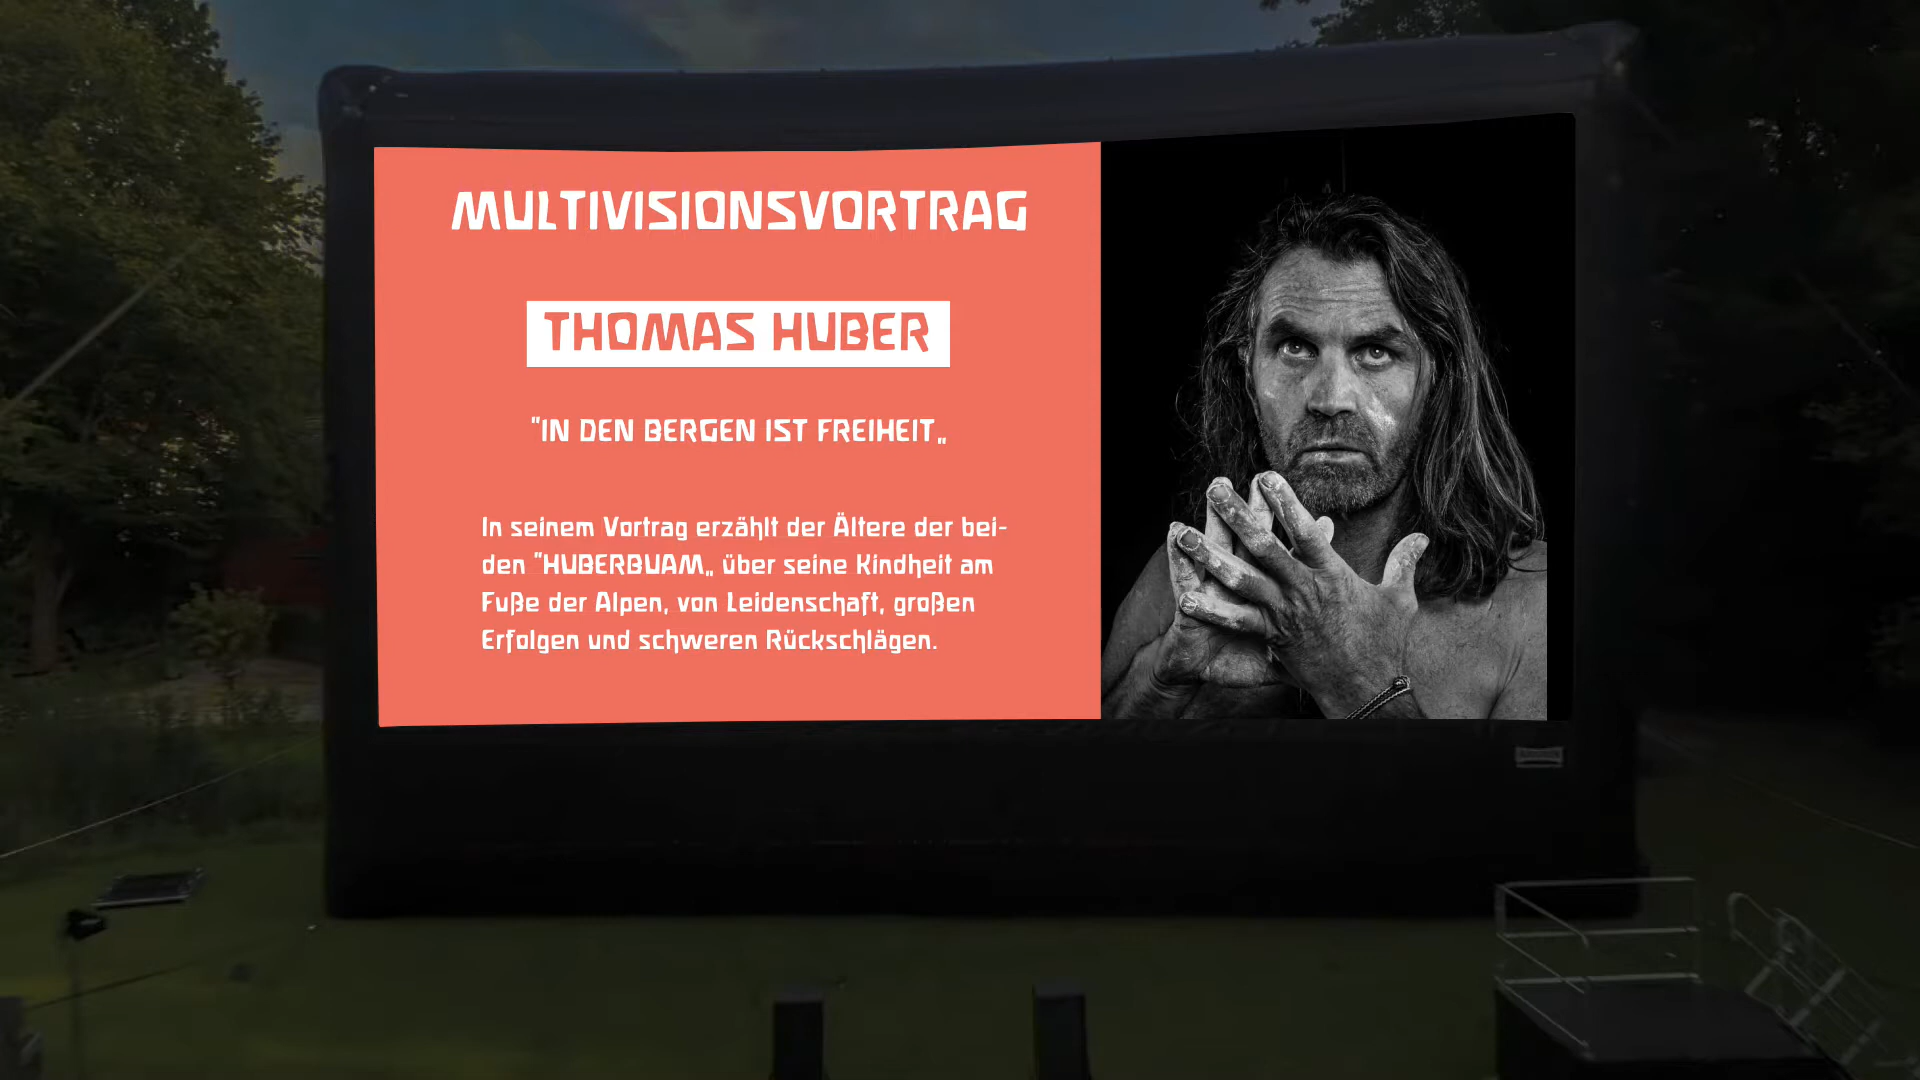 MULTIVISIONSVORTRAG
THOMAS HUBER
"IN DEN BERGEN IST FREIHEIT„
In seinem Vortrag erzählt der Ältere der bei-
den "HUBERBUAM„ über seine Kindheit am
Fuße der Alpen, von Leidenschaft, großen
Erfolgen und schweren Rückschlägen.